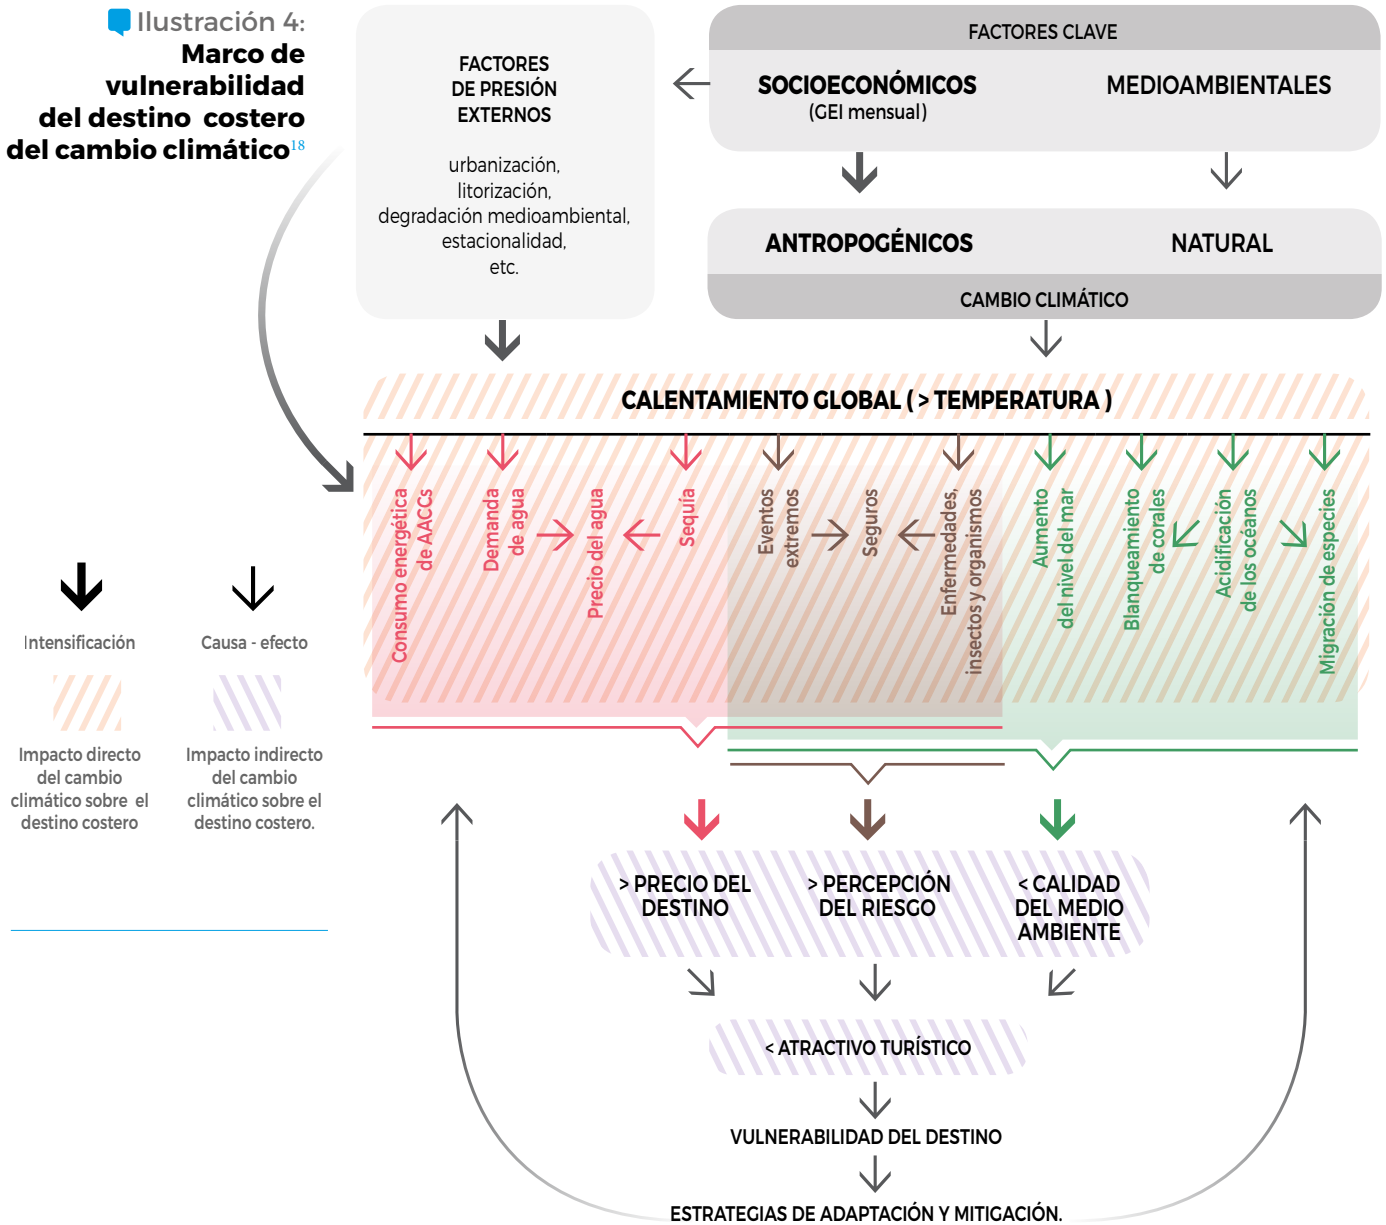 Ilustración 4:
Marco de
vulnerabilidad
del destino costero
del cambio climático18
FACTORES
DE PRESIÓN
EXTERNOS
urbanización,
litorización,
degradación medioambiental,
estacionalidad,
etc.
FACTORES CLAVE
SOCIOECONÓMICOS
(GEI mensual)
MEDIOAMBIENTALES
ANTROPOGÉNICOS
NATURAL
CAMBIO CLIMÁTICO
CALENTAMIENTO GLOBAL ( > TEMPERATURA )
Consumo energética
de AACCs
Demanda
de agua
Precio del agua
Sequía
Eventos
extremos
Seguros
Enfermedades,
insectos y organismos
Aumento
del nivel del mar
Blanqueamiento
de corales
Acidificación
de los océanos
Migración de especies
Intensificación
Causa - efecto
Impacto directo
del cambio
climático sobre el
destino costero
Impacto indirecto
del cambio
climático sobre el
destino costero.
> PRECIO DEL
DESTINO
> PERCEPCIÓN
DEL RIESGO
< CALIDAD
DEL MEDIO
AMBIENTE
< ATRACTIVO TURÍSTICO
VULNERABILIDAD DEL DESTINO
ESTRATEGIAS DE ADAPTACIÓN Y MITIGACIÓN.